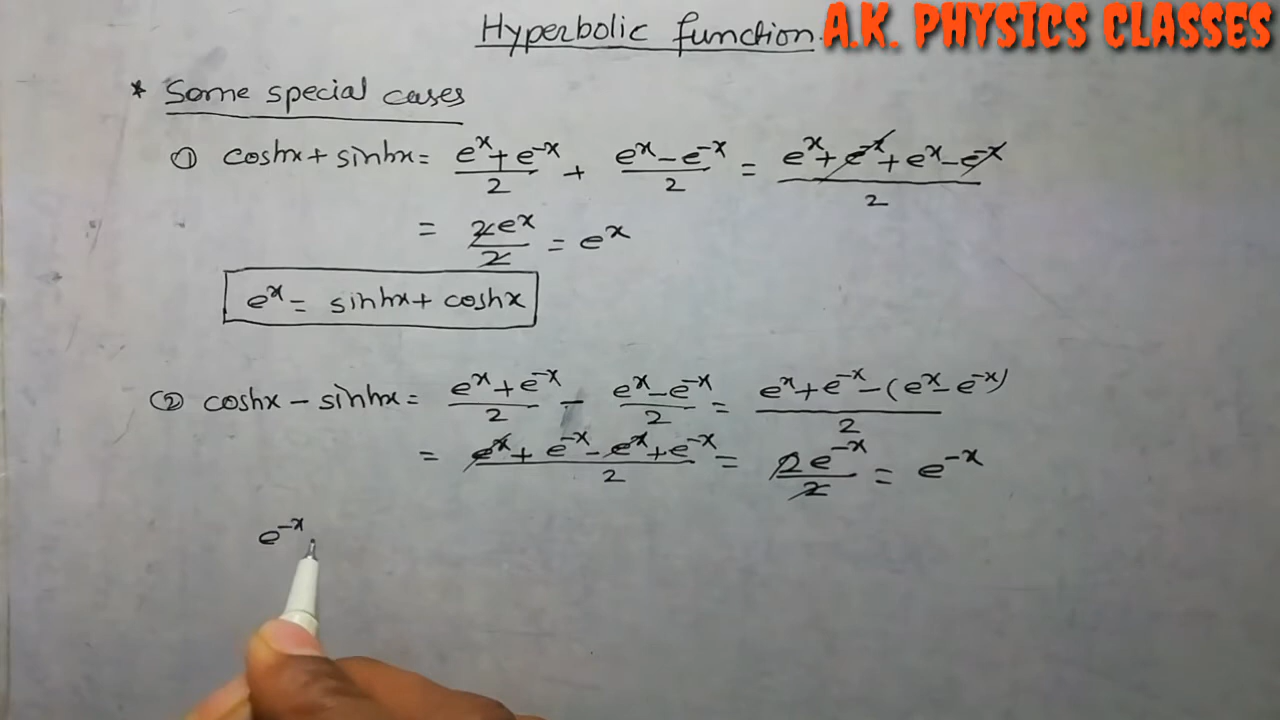 Hyperbolic function.
A.K. PHYSICS CLASSES
* Some special cases
① coshx + sinhx = (e^x + e^-x)/2 + (e^x - e^-x)/2 = (e^x + e^-x + e^x - e^-x)/2
= 2e^x/2 = e^x
e^x = sinhx + coshx
② coshx - sinhx = (e^x + e^-x)/2 - (e^x - e^-x)/2 = (e^x + e^-x - (e^x - e^-x))/2
= (e^x + e^-x - e^x + e^-x)/2 = 2e^-x/2 = e^-x
e^-x